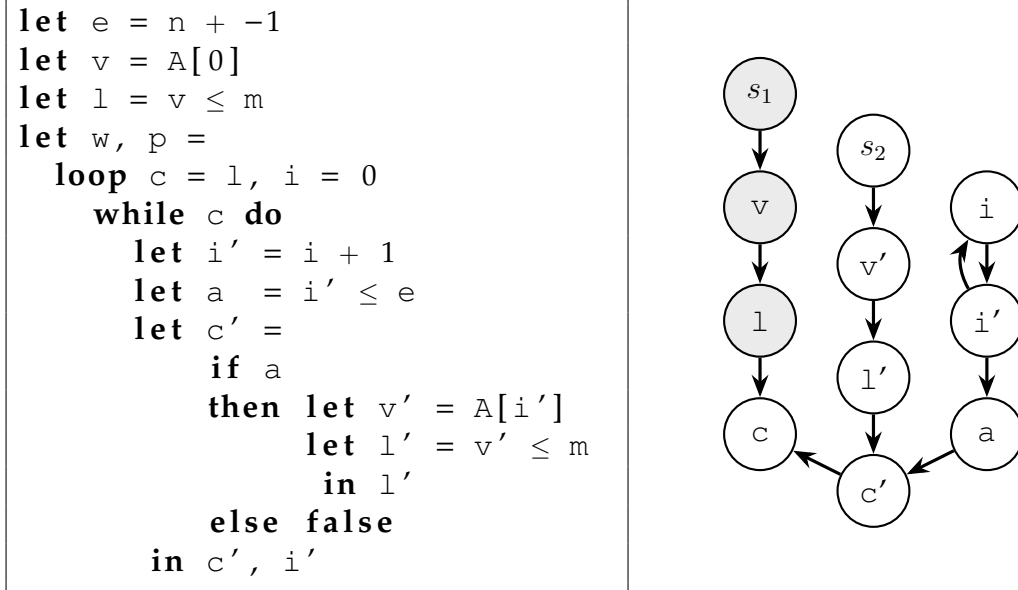 let e = n + −1
let v = A[0]
let l = v ≤ m
let w, p =
loop c = l, i = 0
while c do
let i′ = i + 1
let a = i′ ≤ e
let c′ =
if a
then let v′ = A[i′]
let l′ = v′ ≤ m
in l′
else false
in c′, i′
s₁
s₂
v
i
v′
l
i′
l′
c
a
c′